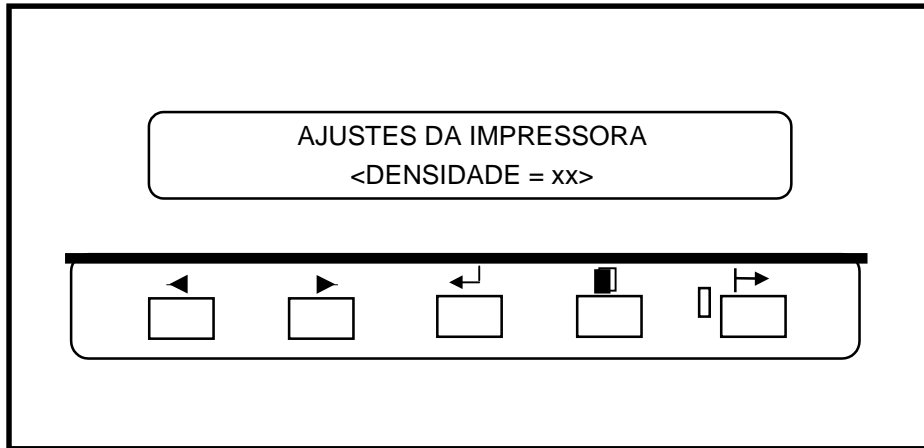 AJUSTES DA IMPRESSORA
<DENSIDADE = xx>